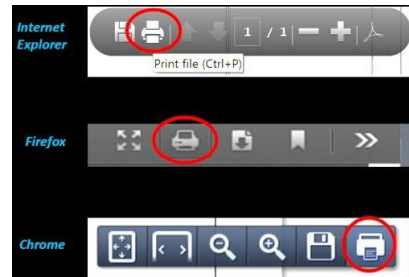 Internet
Explorer
1 / 1
Print file (Ctrl+P)
Firefox
Chrome